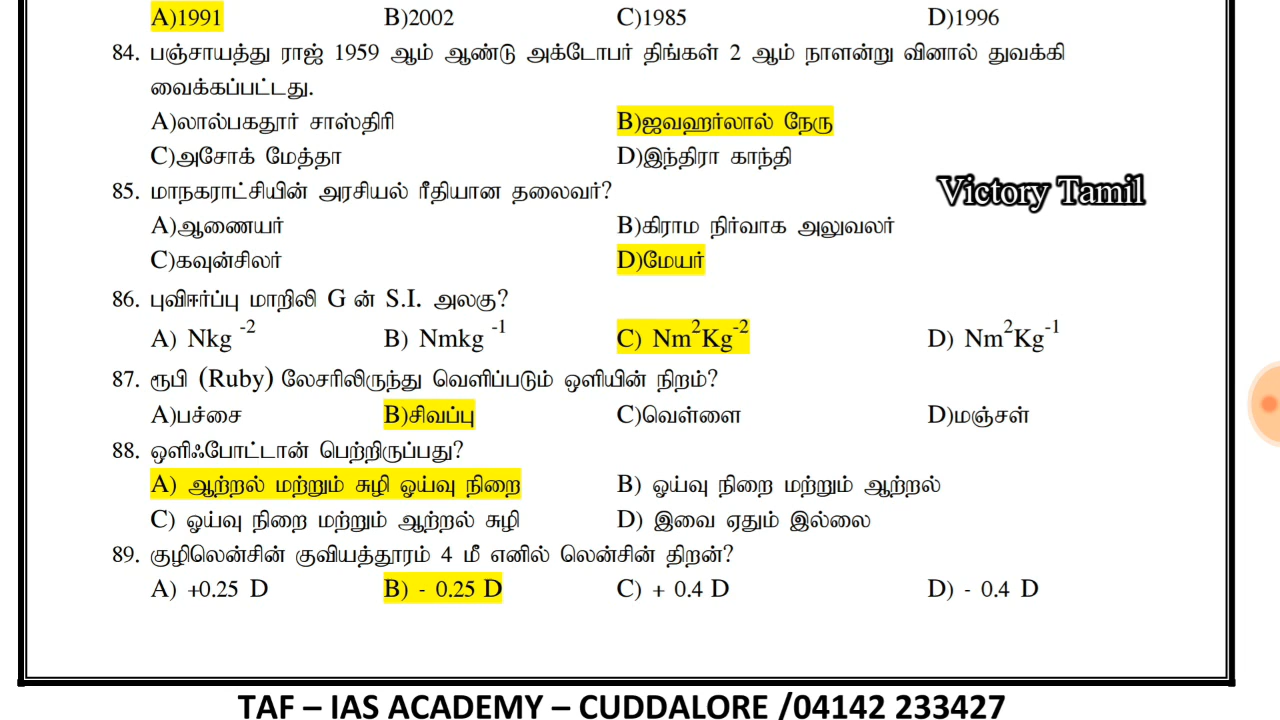 A)1991 B)2002 C)1985 D)1996
84. பஞ்சாயத்து ராஜ் 1959 ஆம் ஆண்டு அக்டோபர் திங்கள் 2 ஆம் நாளன்று வினால் துவக்கி
வைக்கப்பட்டது.
A)லால்பகதூர் சாஸ்திரி B)ஜவஹர்லால் நேரு
C)அசோக் மேத்தா D)இந்திரா காந்தி
85. மாநகராட்சியின் அரசியல் ரீதியான தலைவர்?
Victory Tamil
A)ஆணையர் B)கிராம நிர்வாக அலுவலர்
C)கவுன்சிலர் D)மேயர்
86. புவிஈர்ப்பு மாறிலி G ன் S.I. அலகு?
A) Nkg -2 B) Nmkg -1 C) Nm2Kg-2 D) Nm2Kg-1
87. ரூபி (Ruby) லேசரிலிருந்து வெளிப்படும் ஒளியின் நிறம்?
A)பச்சை B)சிவப்பு C)வெள்ளை D)மஞ்சள்
88. ஒளிஃபோட்டான் பெற்றிருப்பது?
A) ஆற்றல் மற்றும் சுழி ஓய்வு நிறை B) ஓய்வு நிறை மற்றும் ஆற்றல்
C) ஓய்வு நிறை மற்றும் ஆற்றல் சுழி D) இவை ஏதும் இல்லை
89. குழிலென்சின் குவியத்தூரம் 4 மீ எனில் லென்சின் திறன்?
A) +0.25 D B) - 0.25 D C) + 0.4 D D) - 0.4 D
TAF – IAS ACADEMY – CUDDALORE /04142 233427